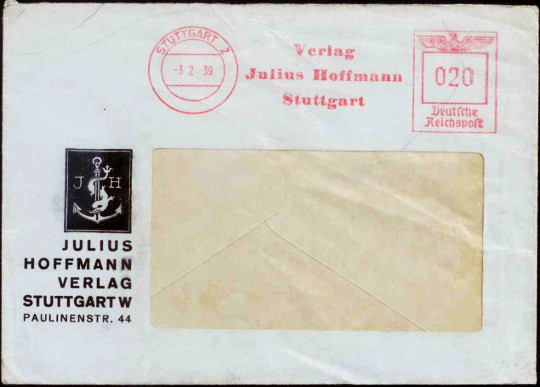 STUTTGART 2
-3.2.39
Verlag
Julius Hoffmann
Stuttgart
020
Deutsche
Reichspost
J H
JULIUS
HOFFMANN
VERLAG
STUTTGART W
PAULINENSTR. 44